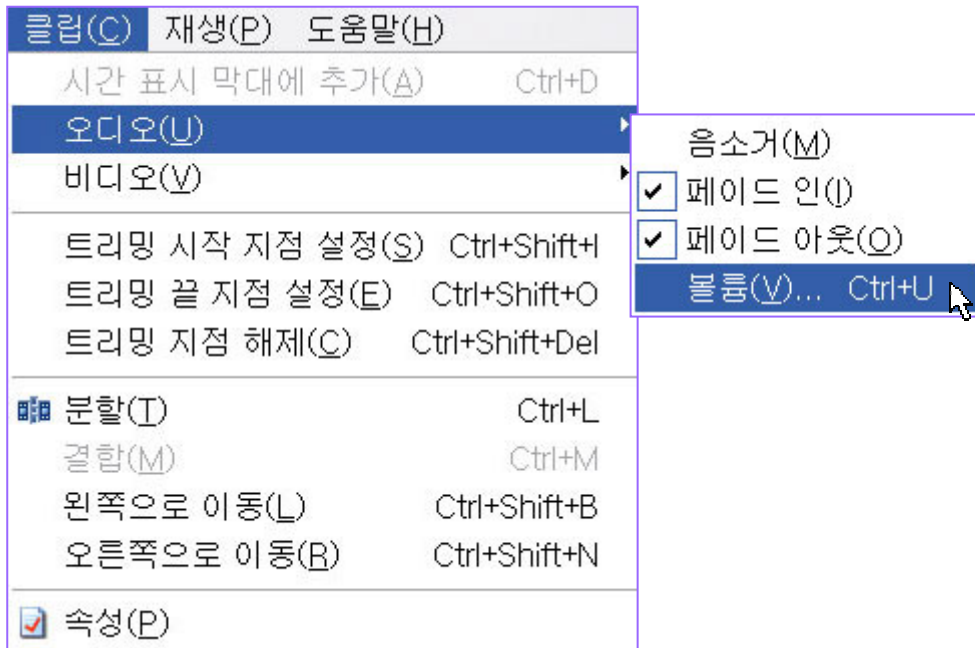 클립(C) 재생(P) 도움말(H)
시간 표시 막대에 추가(A) Ctrl+D
오디오(U)
비디오(V)
트리밍 시작 지점 설정(S) Ctrl+Shift+I
트리밍 끝 지점 설정(E) Ctrl+Shift+O
트리밍 지점 해제(C) Ctrl+Shift+Del
분할(T) Ctrl+L
결합(M) Ctrl+M
왼쪽으로 이동(L) Ctrl+Shift+B
오른쪽으로 이동(R) Ctrl+Shift+N
속성(P)
음소거(M)
페이드 인(I)
페이드 아웃(O)
볼륨(V)... Ctrl+U